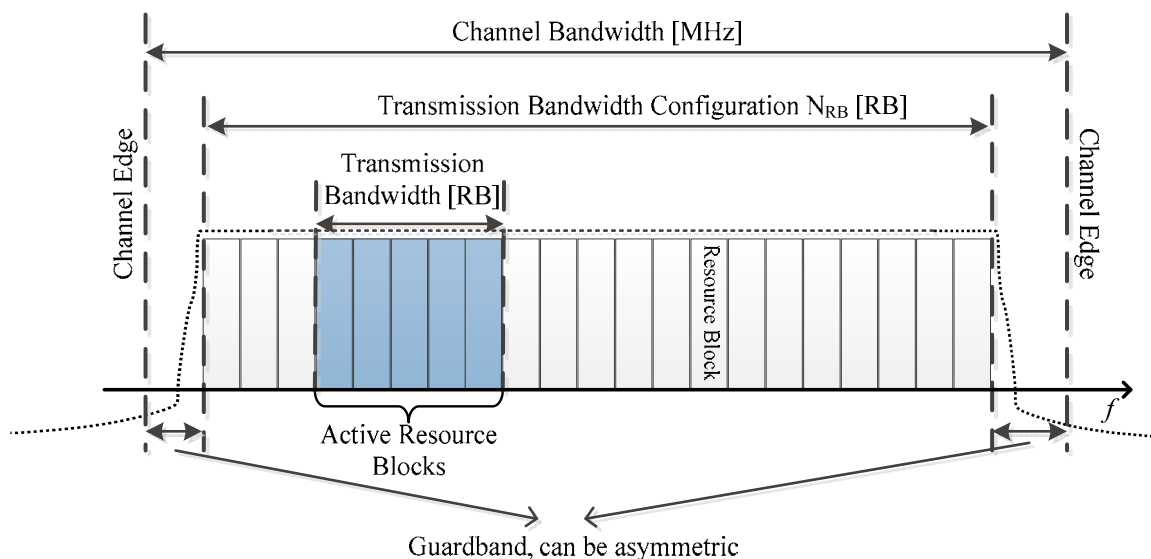 Channel Bandwidth [MHz]
Transmission Bandwidth Configuration NRB [RB]
Channel Edge
Transmission
Bandwidth [RB]
Channel Edge
Resource Block
f
Active Resource
Blocks
Guardband, can be asymmetric